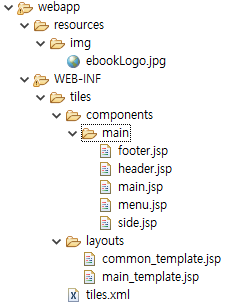 webapp
resources
img
ebookLogo.jpg
WEB-INF
tiles
components
main
footer.jsp
header.jsp
main.jsp
menu.jsp
side.jsp
layouts
common_template.jsp
main_template.jsp
tiles.xml